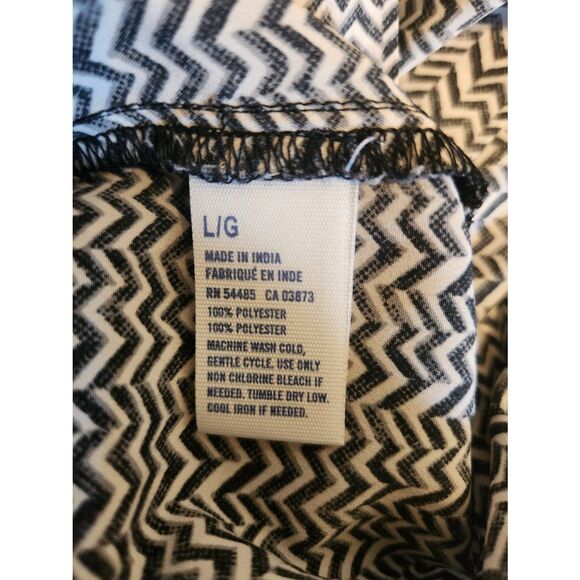 L/G
MADE IN INDIA
FABRIQUÉ EN INDE
RN 54485 CA 03873
100% POLYESTER
100% POLYESTER
MACHINE WASH COLD,
GENTLE CYCLE. USE ONLY
NON CHLORINE BLEACH IF
NEEDED. TUMBLE DRY LOW.
COOL IRON IF NEEDED.